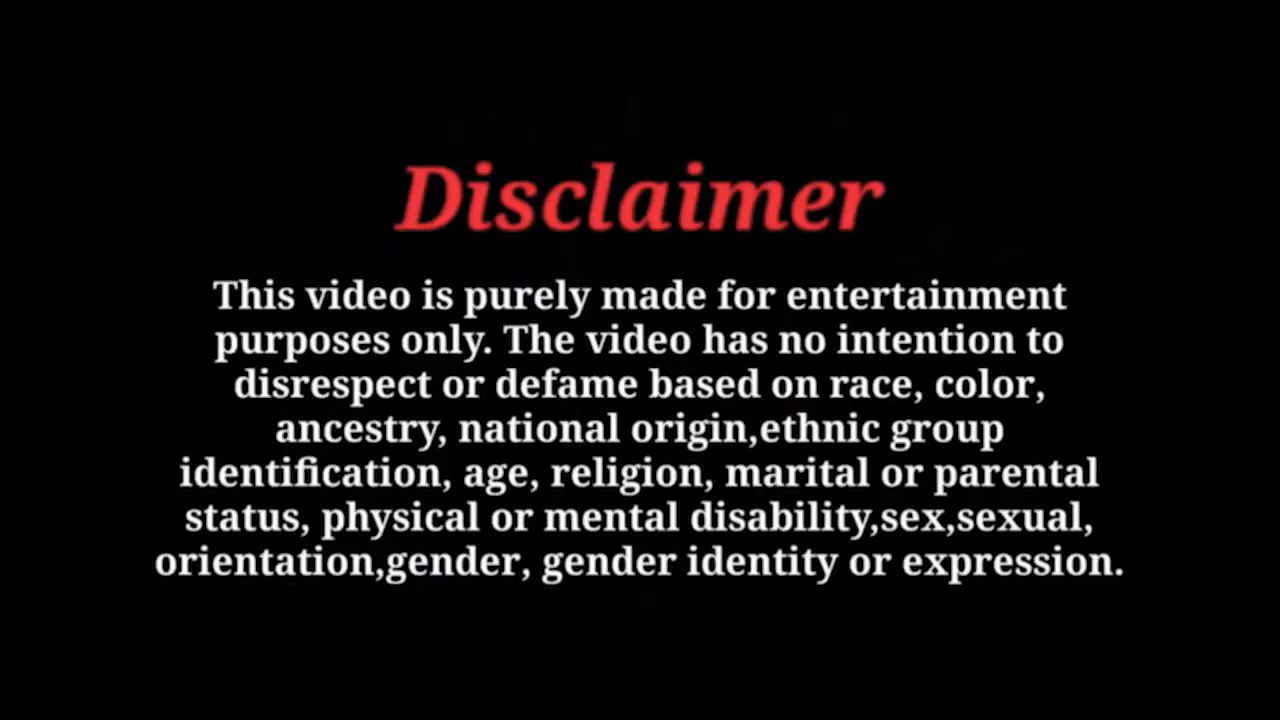 Disclaimer
This video is purely made for entertainment
purposes only. The video has no intention to
disrespect or defame based on race, color,
ancestry, national origin,ethnic group
identification, age, religion, marital or parental
status, physical or mental disability,sex,sexual,
orientation,gender, gender identity or expression.